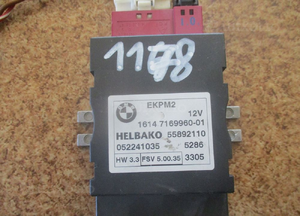 1178
EKPM2
12V
1614 7169960-01
HELBAKO 55892110
052241035 5286
HW 3.3 FSV 5.00.35 3305